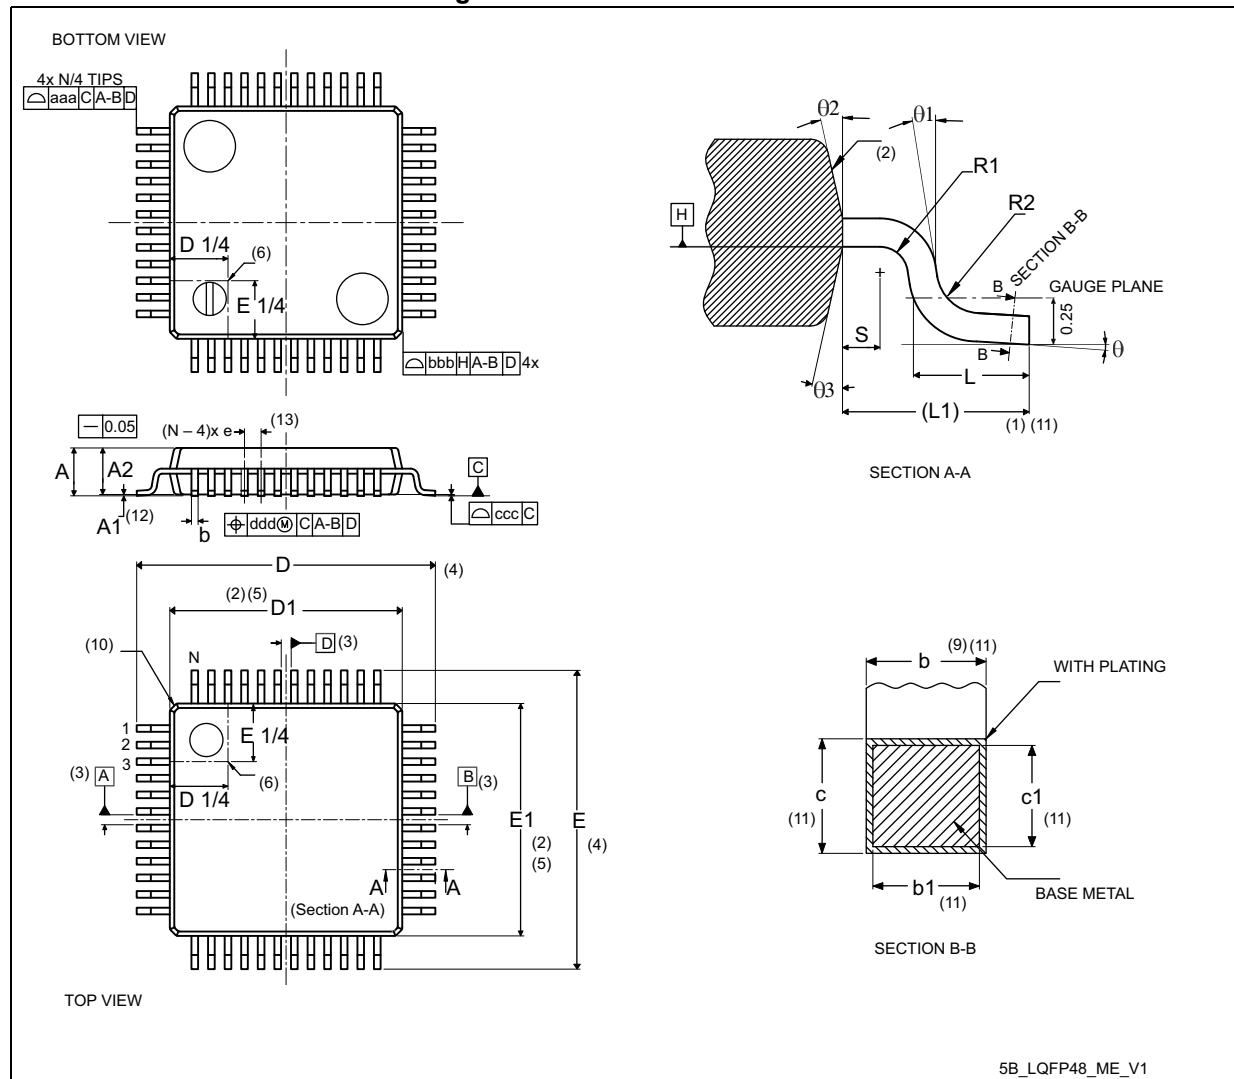 BOTTOM VIEW
4x N/4 TIPS
aaa C A-B D
D 1/4
(6)
E 1/4
bbb H A-B D 4x
0.05
(N – 4)x e
(13)
A
A2
A1
(12)
b
ddd Ⓜ C A-B D
C
ccc C
D
(4)
(2) (5)
D1
D (3)
(10)
N
1
2
3
E 1/4
(6)
D 1/4
(3) A
B (3)
E1
(2)
(5)
E
(4)
A A
(Section A-A)
TOP VIEW
θ2
θ1
(2)
R1
R2
H
SECTION B-B
B
GAUGE PLANE
0.25
S
B
θ
L
θ3
(L1)
(1) (11)
SECTION A-A
b
(9) (11)
WITH PLATING
c
(11)
c1
(11)
b1
(11)
BASE METAL
SECTION B-B
5B_LQFP48_ME_V1